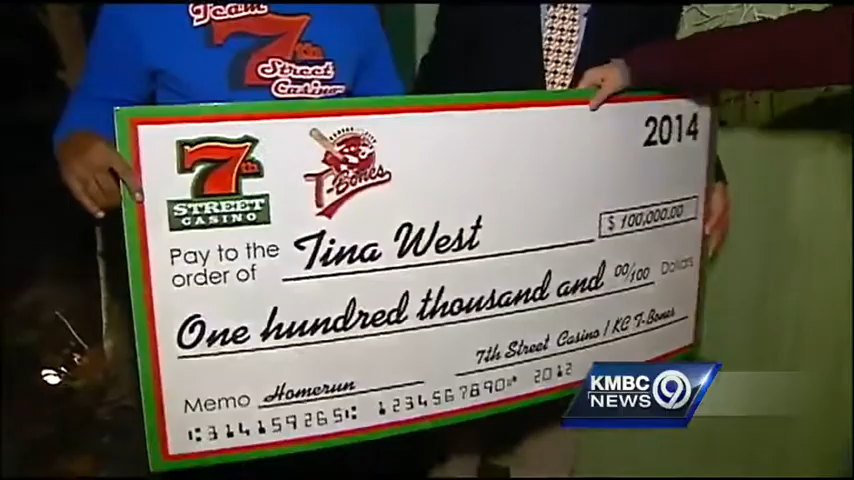 Team
7th
Street
Casino
2014
7th
STREET
CASINO
T-Bones
$ 100,000.00
Pay to the
order of Tina West
One hundred thousand and 00/100 Dollars
7th Street Casino / KC T-Bones
Memo Homerun
⑆314159265⑆ 1234567890⑈ 2012
KMBC 9
NEWS